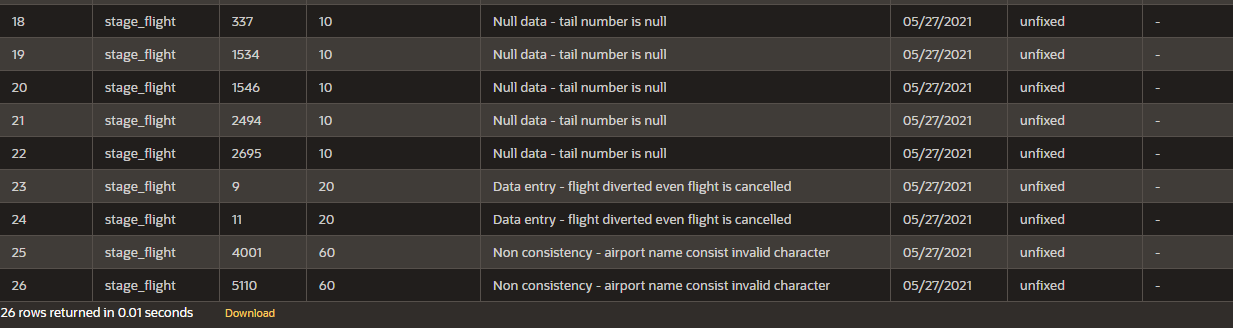 18 stage_flight 337 10 Null data - tail number is null 05/27/2021 unfixed -
19 stage_flight 1534 10 Null data - tail number is null 05/27/2021 unfixed -
20 stage_flight 1546 10 Null data - tail number is null 05/27/2021 unfixed -
21 stage_flight 2494 10 Null data - tail number is null 05/27/2021 unfixed -
22 stage_flight 2695 10 Null data - tail number is null 05/27/2021 unfixed -
23 stage_flight 9 20 Data entry - flight diverted even flight is cancelled 05/27/2021 unfixed -
24 stage_flight 11 20 Data entry - flight diverted even flight is cancelled 05/27/2021 unfixed -
25 stage_flight 4001 60 Non consistency - airport name consist invalid character 05/27/2021 unfixed -
26 stage_flight 5110 60 Non consistency - airport name consist invalid character 05/27/2021 unfixed -
26 rows returned in 0.01 seconds Download